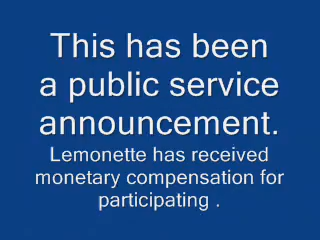 This has been
a public service
announcement.
Lemonette has received
monetary compensation for
participating .